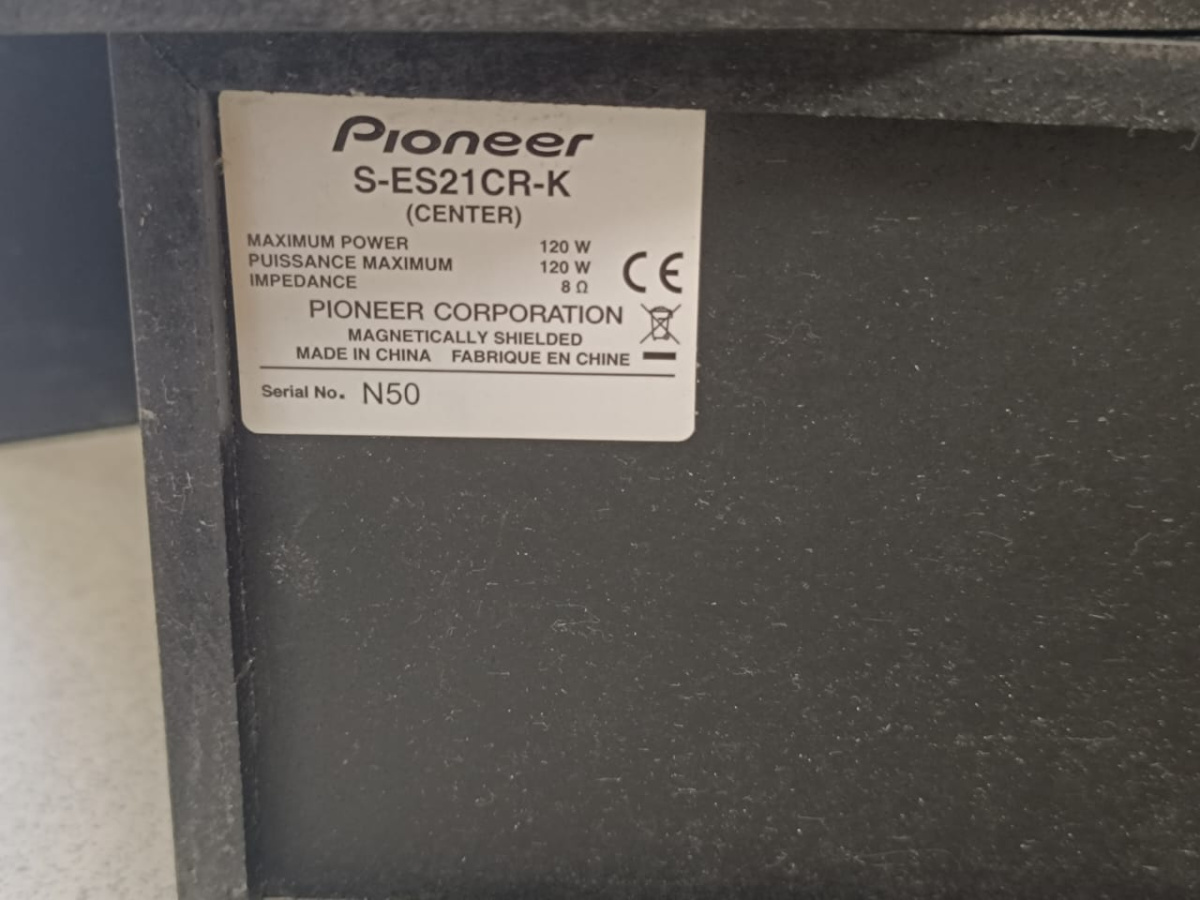 Pioneer
S-ES21CR-K
(CENTER)
MAXIMUM POWER 120 W
PUISSANCE MAXIMUM 120 W
IMPEDANCE 8 Ω
CE
PIONEER CORPORATION
MAGNETICALLY SHIELDED
MADE IN CHINA FABRIQUE EN CHINE
Serial No. N50